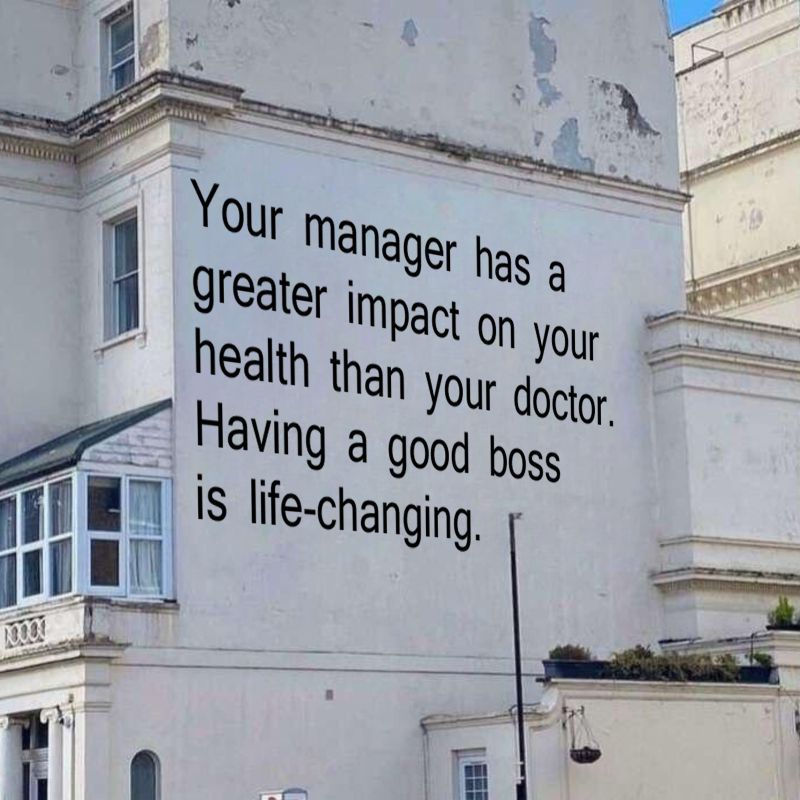 Your manager has a
greater impact on your
health than your doctor.
Having a good boss
is life-changing.